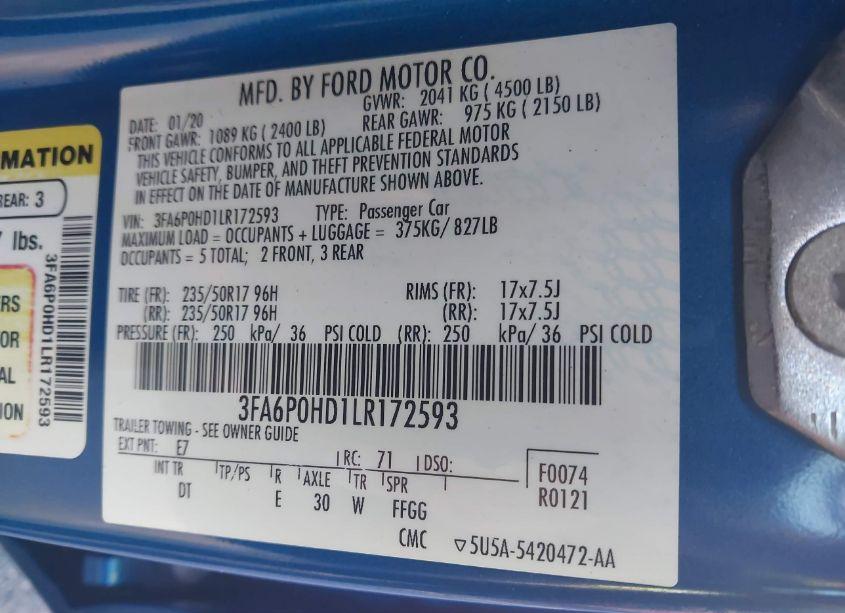 MFD. BY FORD MOTOR CO.
DATE: 01/20 GVWR: 2041 KG ( 4500 LB)
FRONT GAWR: 1089 KG ( 2400 LB) REAR GAWR: 975 KG ( 2150 LB)
THIS VEHICLE CONFORMS TO ALL APPLICABLE FEDERAL MOTOR
VEHICLE SAFETY, BUMPER, AND THEFT PREVENTION STANDARDS
IN EFFECT ON THE DATE OF MANUFACTURE SHOWN ABOVE.
VIN: 3FA6P0HD1LR172593 TYPE: Passenger Car
MAXIMUM LOAD = OCCUPANTS + LUGGAGE = 375KG/ 827LB
OCCUPANTS = 5 TOTAL; 2 FRONT, 3 REAR
TIRE (FR): 235/50R17 96H RIMS (FR): 17x7.5J
(RR): 235/50R17 96H (RR): 17x7.5J
PRESSURE (FR): 250 kPa/ 36 PSI COLD (RR): 250 kPa/ 36 PSI COLD
3FA6P0HD1LR172593
TRAILER TOWING - SEE OWNER GUIDE
EXT PNT: E7 RC: 71 DSO:
INT TR TP/PS R AXLE TR SPR F0074
DT E 30 W FFGG R0121
CMC 5U5A-5420472-AA
MATION
REAR: 3
lbs.
3FA6P0HD1LR172593
ERS
TOR
AL
ION